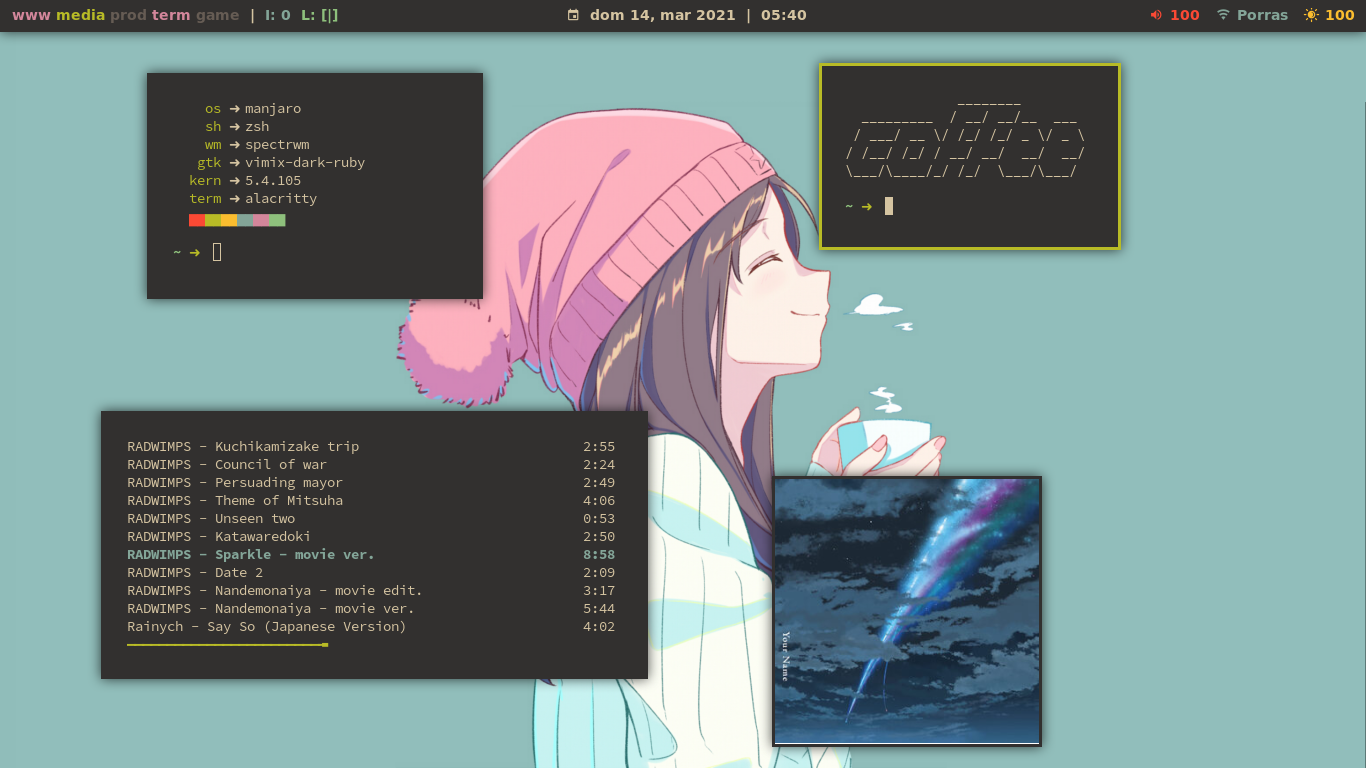 www media prod term game | I: 0 L: [|]
dom 14, mar 2021 | 05:40
100 Porras 100
os ➜ manjaro
sh ➜ zsh
wm ➜ spectrwm
gtk ➜ vimix-dark-ruby
kern ➜ 5.4.105
term ➜ alacritty
~ ➜
coffee
~ ➜
RADWIMPS - Kuchikamizake trip 2:55
RADWIMPS - Council of war 2:24
RADWIMPS - Persuading mayor 2:49
RADWIMPS - Theme of Mitsuha 4:06
RADWIMPS - Unseen two 0:53
RADWIMPS - Katawaredoki 2:50
RADWIMPS - Sparkle - movie ver. 8:58
RADWIMPS - Date 2 2:09
RADWIMPS - Nandemonaiya - movie edit. 3:17
RADWIMPS - Nandemonaiya - movie ver. 5:44
Rainych - Say So (Japanese Version) 4:02
Your Name